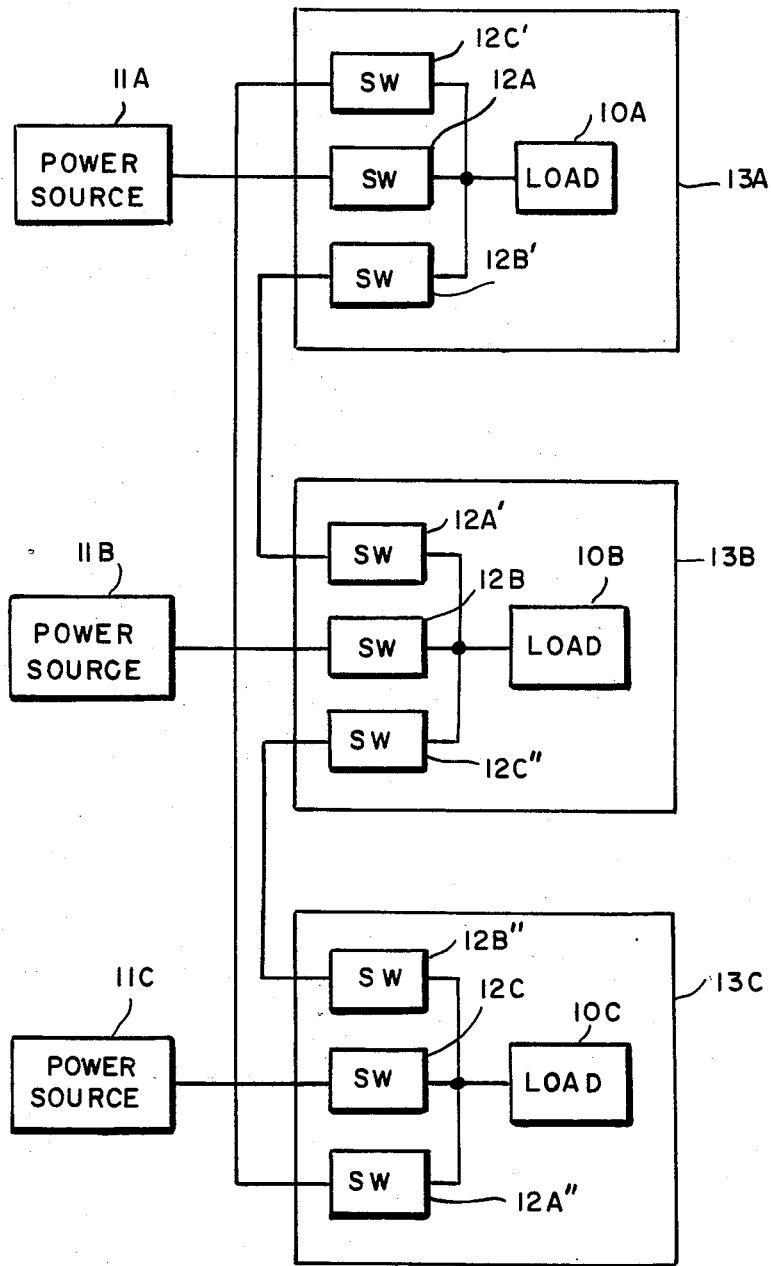 12C'
SW
11A
12A
10A
POWER
SOURCE
SW
LOAD
13A
12B'
SW
12A'
SW
11B
12B
10B
13B
POWER
SOURCE
SW
LOAD
SW
12C"
12B"
SW
11C
12C
10C
13C
POWER
SOURCE
SW
LOAD
SW
12A"